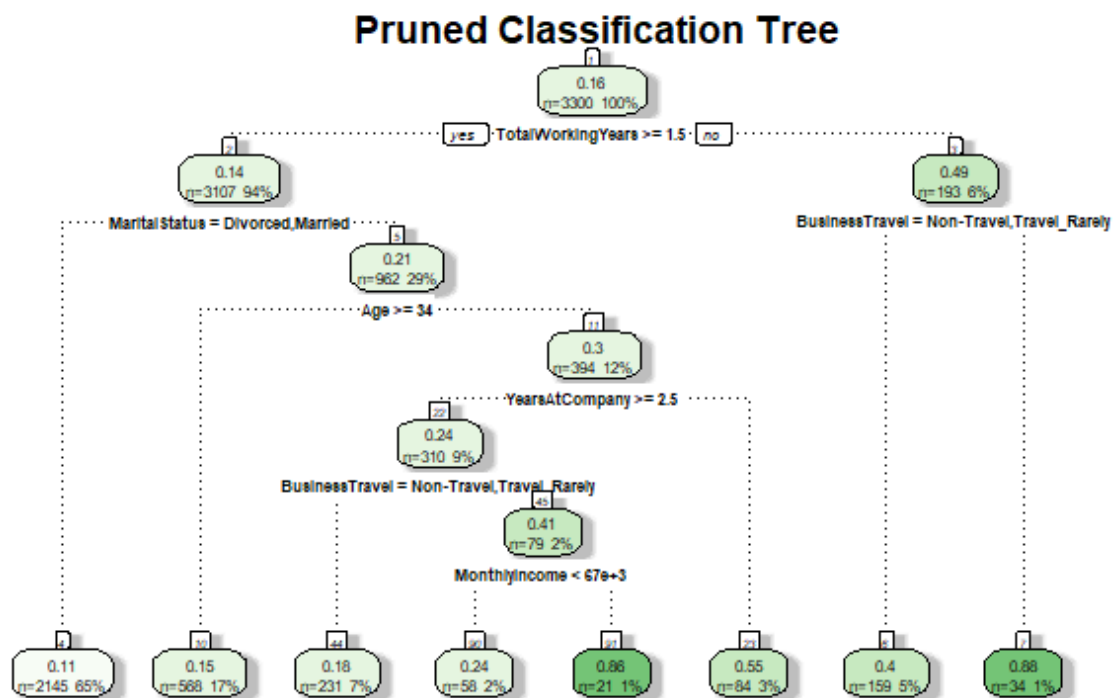 Pruned Classification Tree
1
0.16
n=3300 100%
yes TotalWorkingYears >= 1.5 no
2
0.14
n=3107 94%
3
0.49
n=193 6%
MaritalStatus = Divorced,Married
BusinessTravel = Non-Travel,Travel_Rarely
5
0.21
n=962 29%
Age >= 34
11
0.3
n=394 12%
YearsAtCompany >= 2.5
22
0.24
n=310 9%
BusinessTravel = Non-Travel,Travel_Rarely
45
0.41
n=79 2%
MonthlyIncome < 67e+3
4
0.11
n=2145 65%
10
0.15
n=568 17%
44
0.18
n=231 7%
90
0.24
n=58 2%
91
0.86
n=21 1%
23
0.55
n=84 3%
6
0.4
n=159 5%
7
0.88
n=34 1%